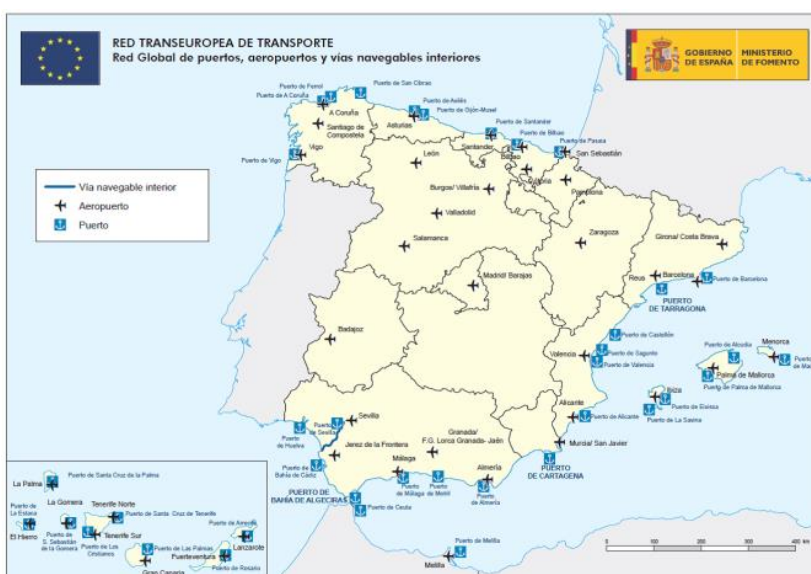 RED TRANSEUROPEA DE TRANSPORTE
Red Global de puertos, aeropuertos y vías navegables interiores
GOBIERNO
DE ESPAÑA
MINISTERIO
DE FOMENTO
Vía navegable interior
Aeropuerto
Puerto
Puerto de Ferrol
Puerto de San Cibrao
Puerto de A Coruña
A Coruña
Santiago de
Compostela
Puerto de Avilés
Puerto de Gijón-Musel
Asturias
Puerto de Santander
Puerto de Bilbao
Santander
Bilbao
Puerto de Pasaia
San Sebastián
Puerto de Vigo
Vigo
León
Vitoria
Pamplona
Burgos/ Villafría
Valladolid
Zaragoza
Girona/ Costa Brava
Salamanca
Reus
Barcelona
Puerto de Barcelona
Madrid/ Barajas
PUERTO
DE TARRAGONA
Badajoz
Puerto de Castellón
Valencia
Puerto de Sagunto
Puerto de Valencia
Puerto de Alcudia
Menorca
Palma de Mallorca
Puerto de Palma de Mallorca
Ibiza
Puerto de Eivissa
Puerto de La Savina
Alicante
Puerto de Alicante
Sevilla
Puerto
de Sevilla
Puerto
de Huelva
Granada/
F.G. Lorca Granada- Jaén
Murcia/ San Javier
Jerez de la Frontera
Málaga
Almería
PUERTO
DE CARTAGENA
Puerto de
Bahía de Cádiz
Puerto
de Málaga
Puerto
de Motril
Puerto
de Almería
PUERTO DE
BAHÍA DE ALGECIRAS
Puerto de Ceuta
Puerto de Melilla
Melilla
Puerto de Santa Cruz de la Palma
La Palma
La Gomera
Tenerife Norte
Puerto de
La Estaca
Puerto de Santa Cruz de Tenerife
Puerto de Arrecife
El Hierro
Puerto de
S. Sebastián
de la Gomera
Tenerife Sur
Puerto de Los
Cristianos
Puerto de Las Palmas
Lanzarote
Fuerteventura
Gran Canaria
Puerto de Rosario
0 100 200 300 400 km